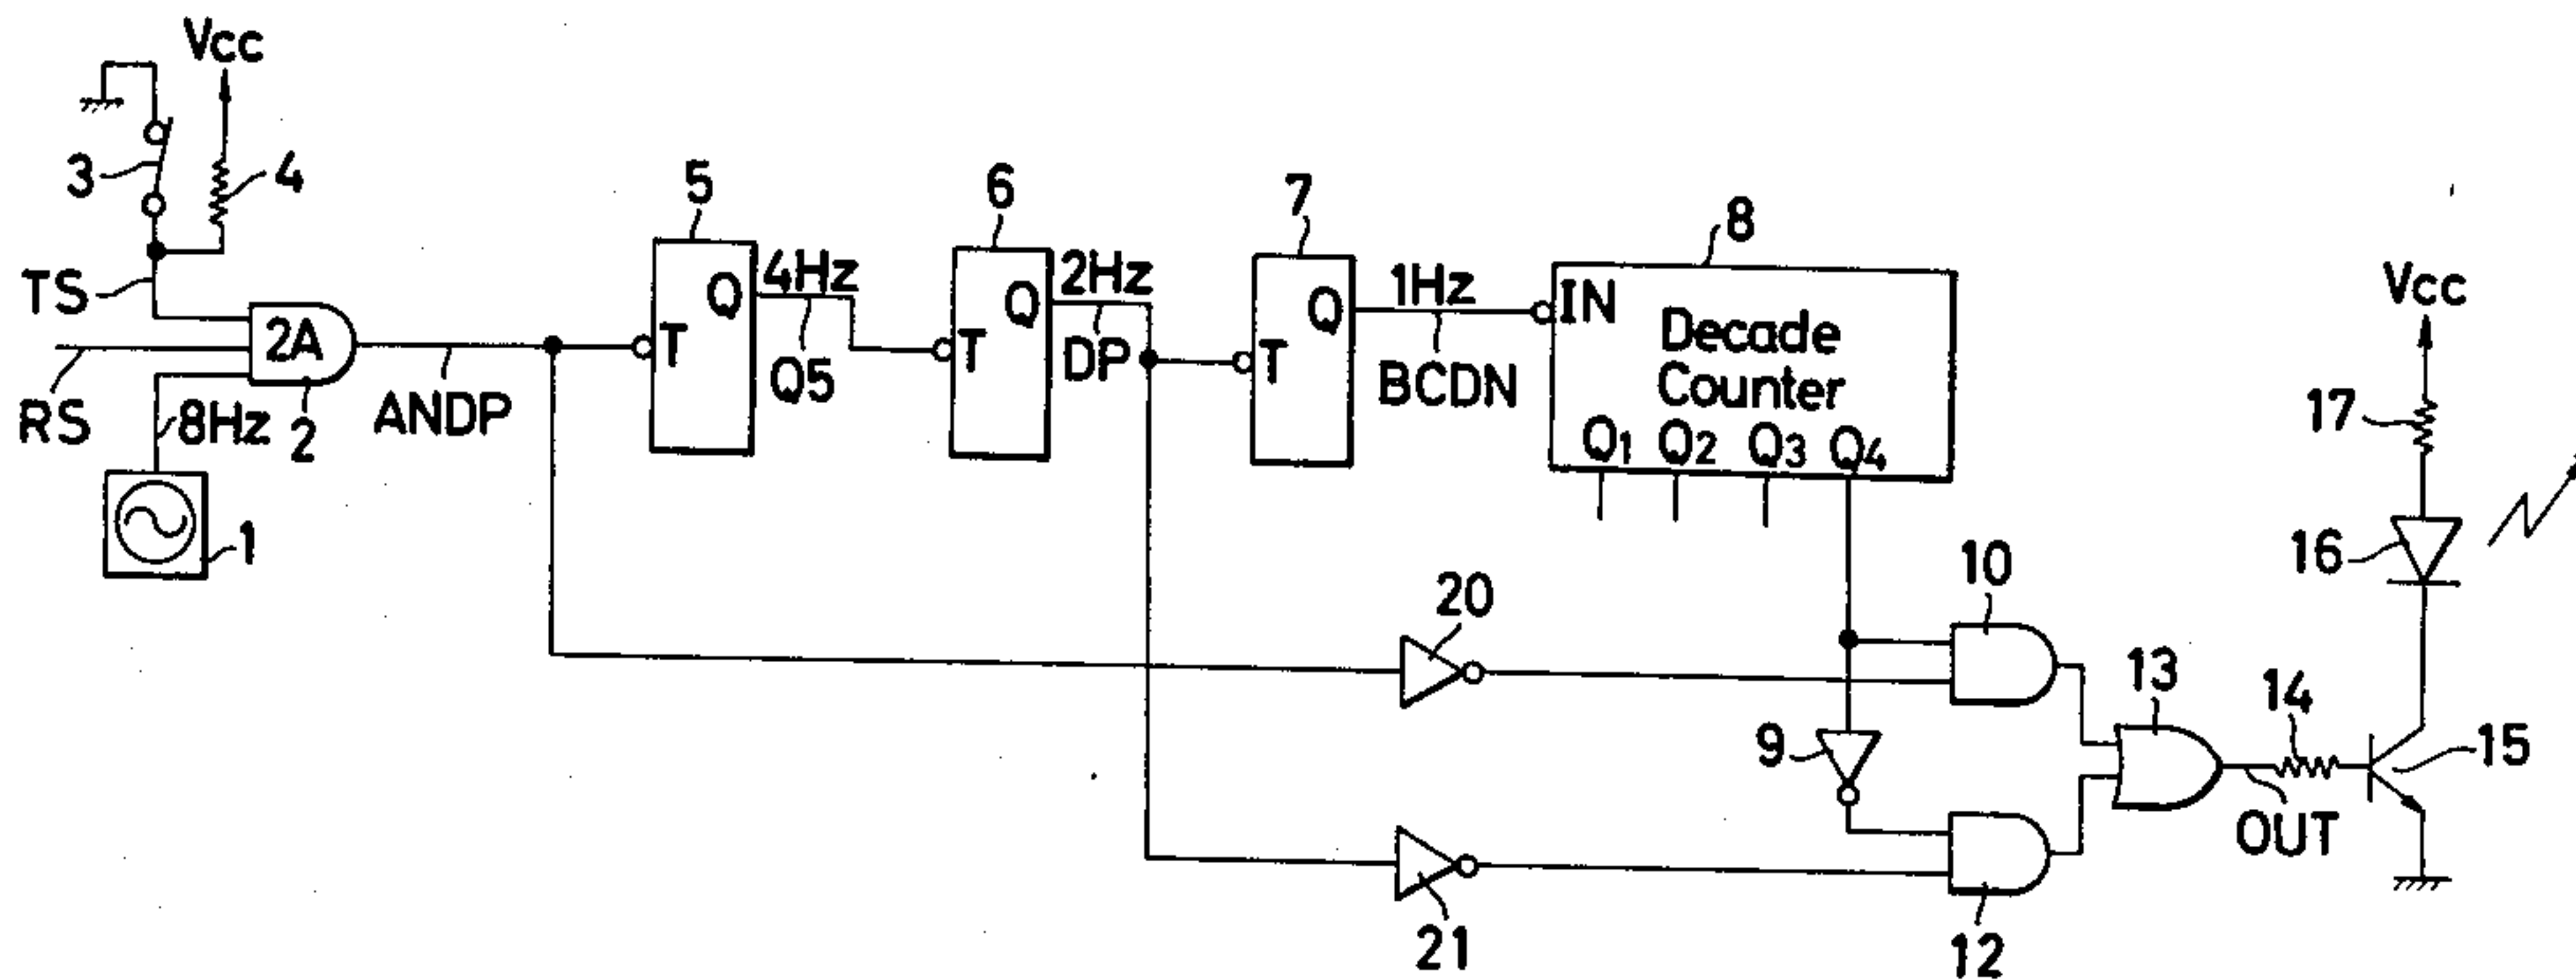 Vcc
3
4
TS
2A
RS
8Hz
2
ANDP
1
5
Q
T
4Hz
Q5
6
Q
T
2Hz
DP
7
Q
T
1Hz
BCDN
8
IN
Decade
Counter
Q1 Q2 Q3 Q4
Vcc
17
16
10
20
13
14
9
15
OUT
21
12